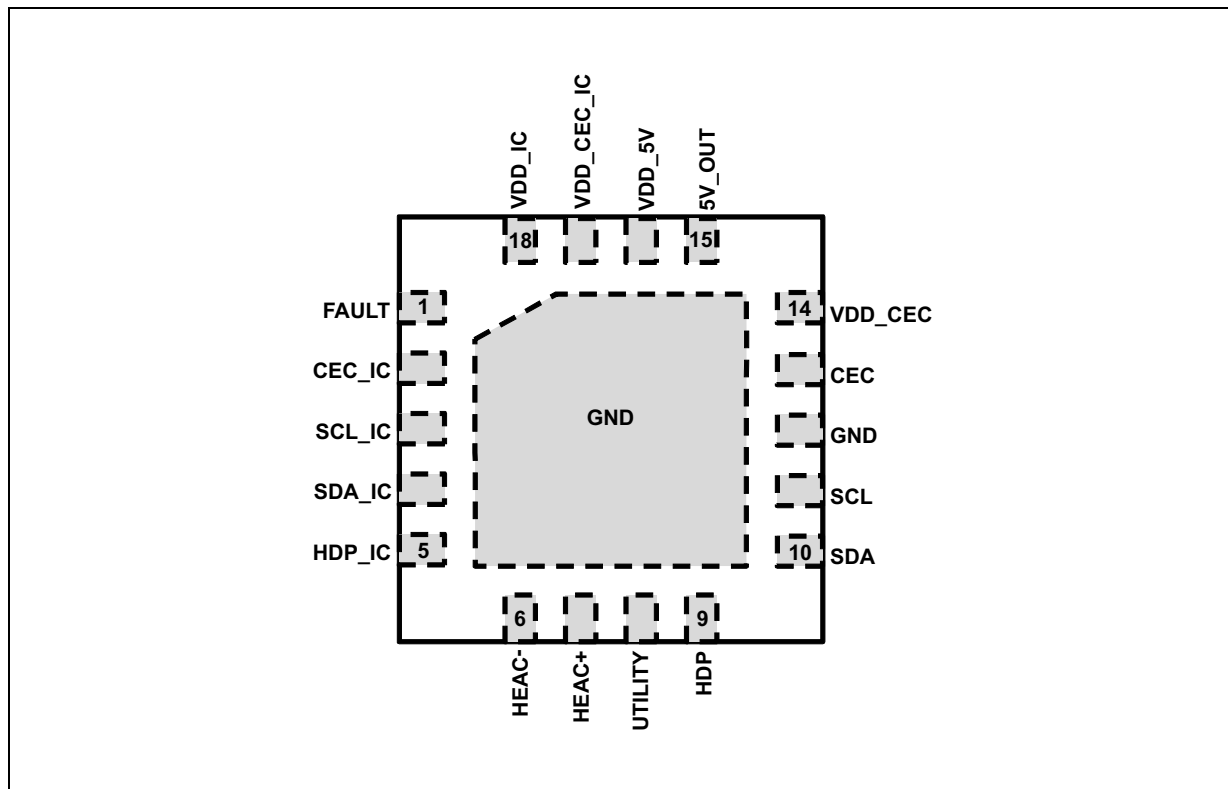 VDD_IC
VDD_CEC_IC
VDD_5V
5V_OUT
18
15
FAULT
1
14
VDD_CEC
CEC_IC
CEC
SCL_IC
GND
GND
SDA_IC
SCL
HDP_IC
5
10
SDA
6
9
HEAC-
HEAC+
UTILITY
HDP